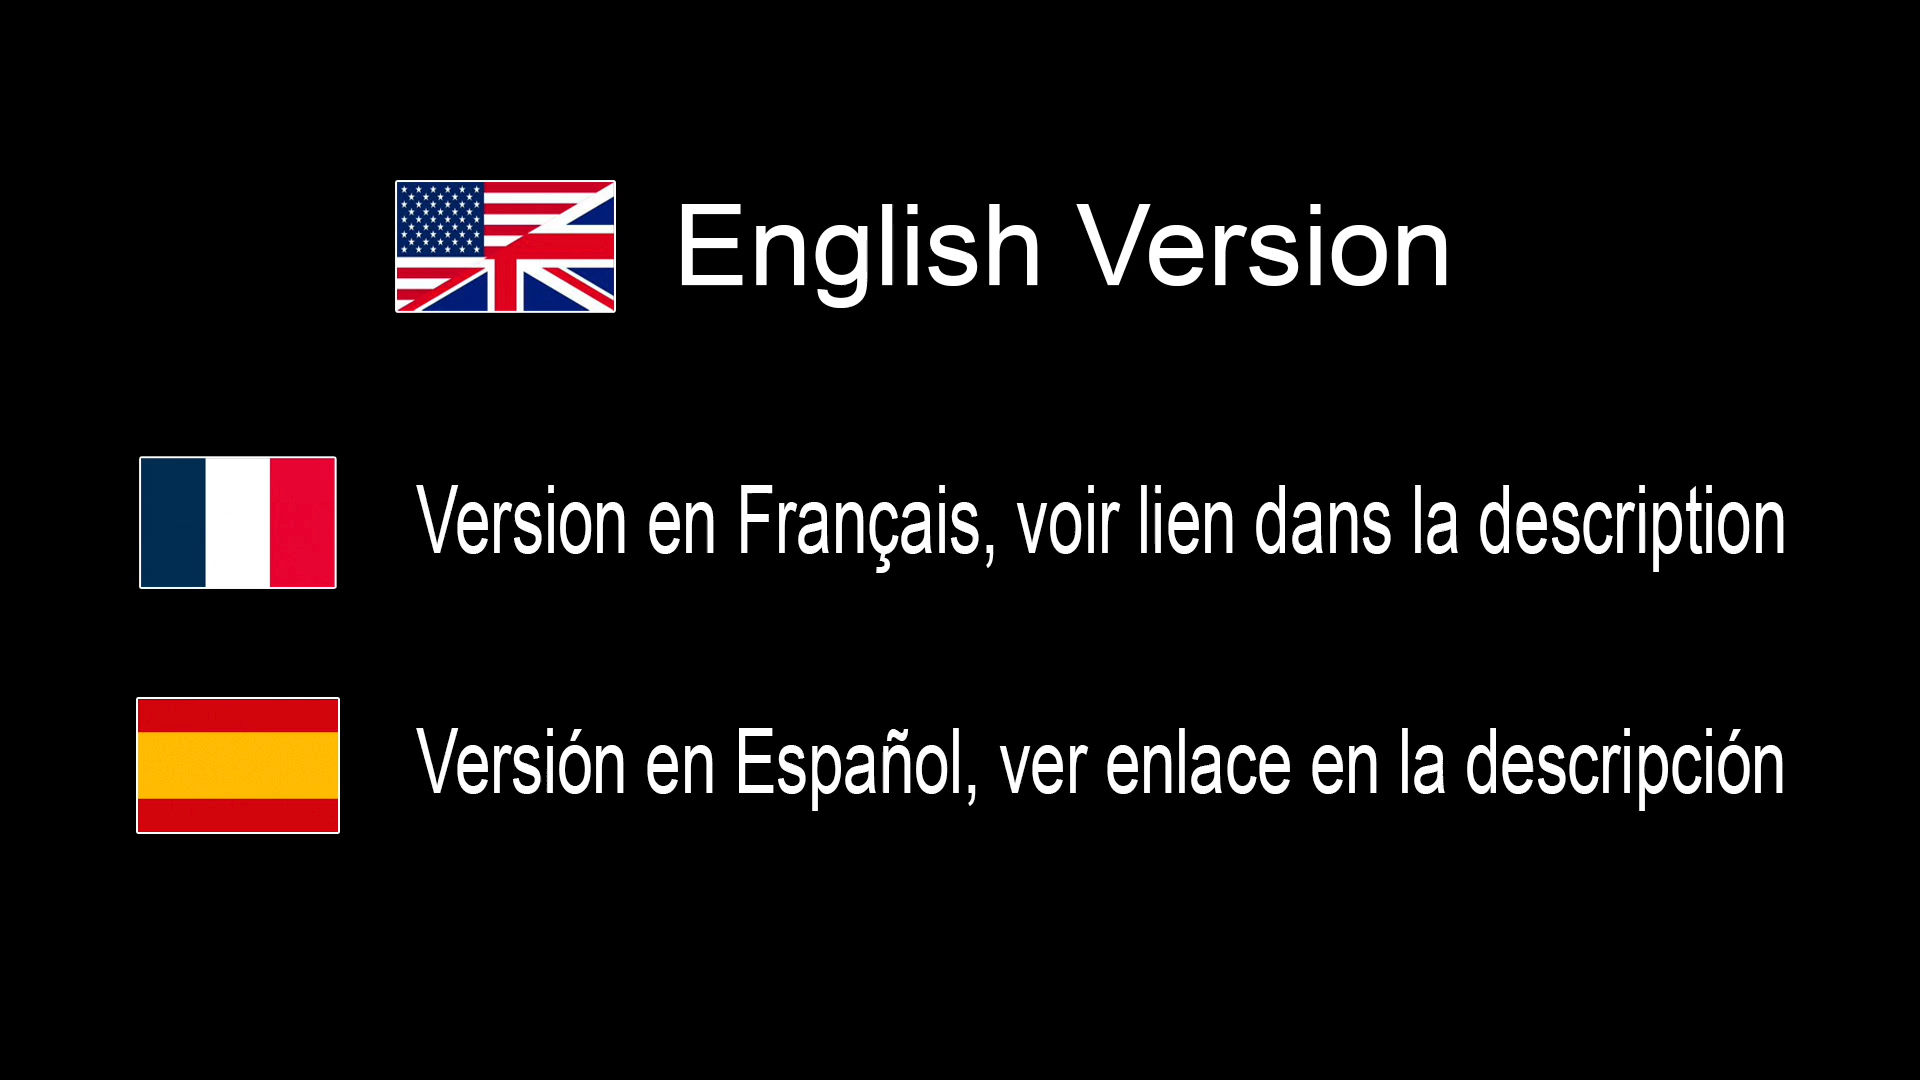 English Version
Version en Français, voir lien dans la description
Versión en Español, ver enlace en la descripción